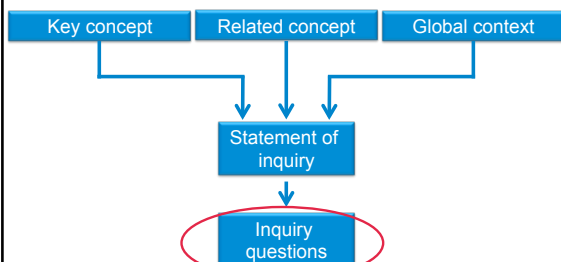 Key concept
Related concept
Global context
Statement of
inquiry
Inquiry
questions